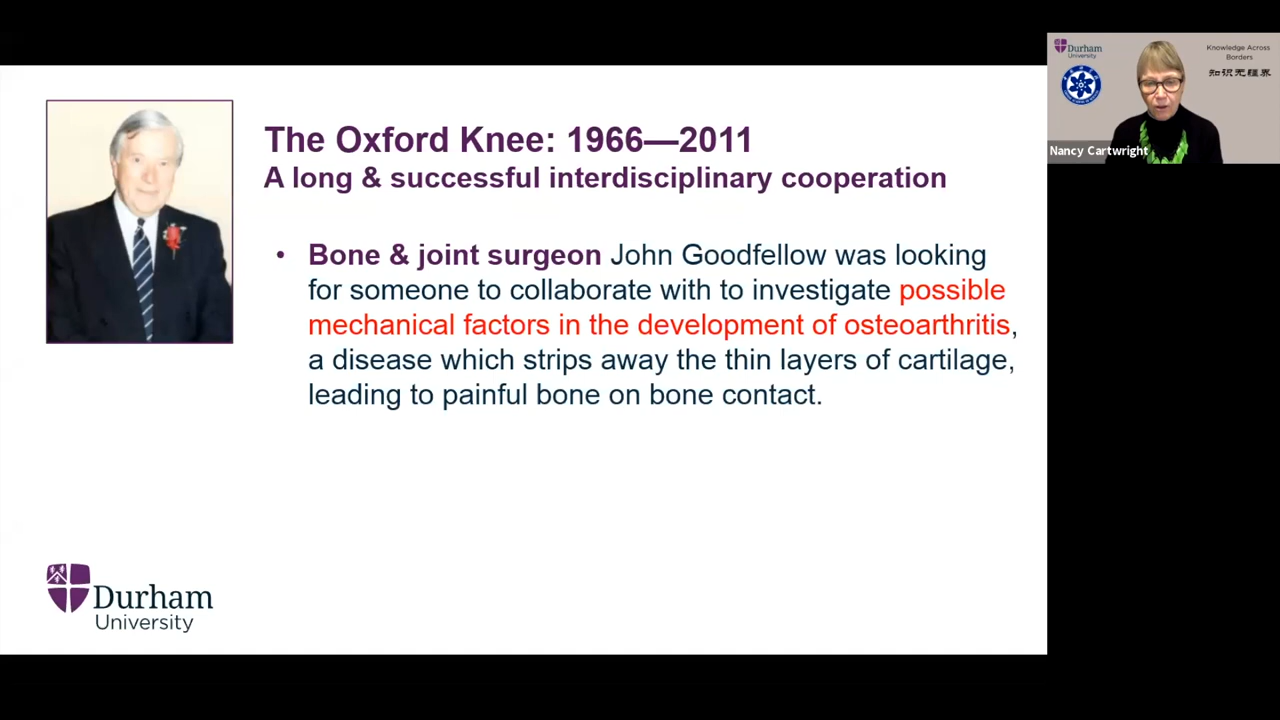 The Oxford Knee: 1966—2011
A long & successful interdisciplinary cooperation
• Bone & joint surgeon John Goodfellow was looking
for someone to collaborate with to investigate possible
mechanical factors in the development of osteoarthritis,
a disease which strips away the thin layers of cartilage,
leading to painful bone on bone contact.
Durham
University
Durham
University
Knowledge Across
Borders
知识无疆界
Nancy Cartwright